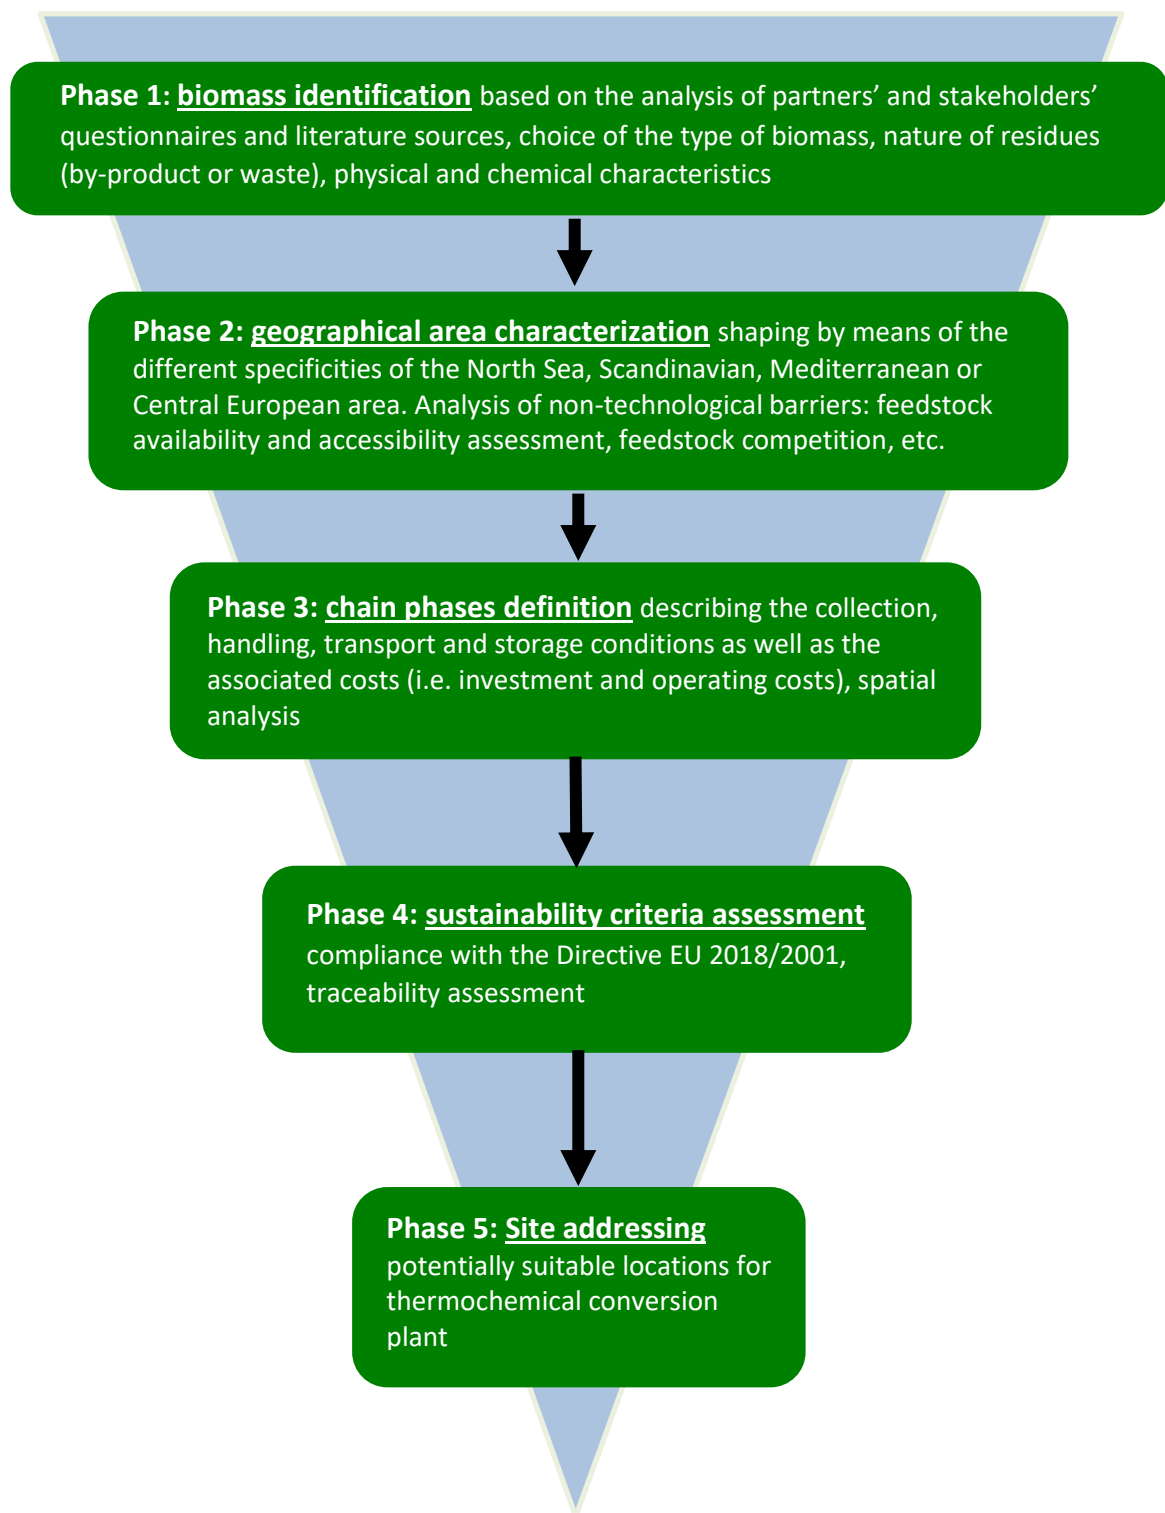 Phase 1: biomass identification based on the analysis of partners’ and stakeholders’
questionnaires and literature sources, choice of the type of biomass, nature of residues
(by-product or waste), physical and chemical characteristics
Phase 2: geographical area characterization shaping by means of the
different specificities of the North Sea, Scandinavian, Mediterranean or
Central European area. Analysis of non-technological barriers: feedstock
availability and accessibility assessment, feedstock competition, etc.
Phase 3: chain phases definition describing the collection,
handling, transport and storage conditions as well as the
associated costs (i.e. investment and operating costs), spatial
analysis
Phase 4: sustainability criteria assessment
compliance with the Directive EU 2018/2001,
traceability assessment
Phase 5: Site addressing
potentially suitable locations for
thermochemical conversion
plant